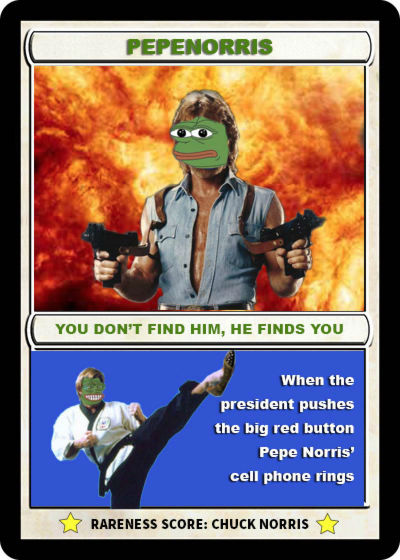 PEPENORRIS
YOU DON'T FIND HIM, HE FINDS YOU
When the
president pushes
the big red button
Pepe Norris'
cell phone rings
RARENESS SCORE: CHUCK NORRIS